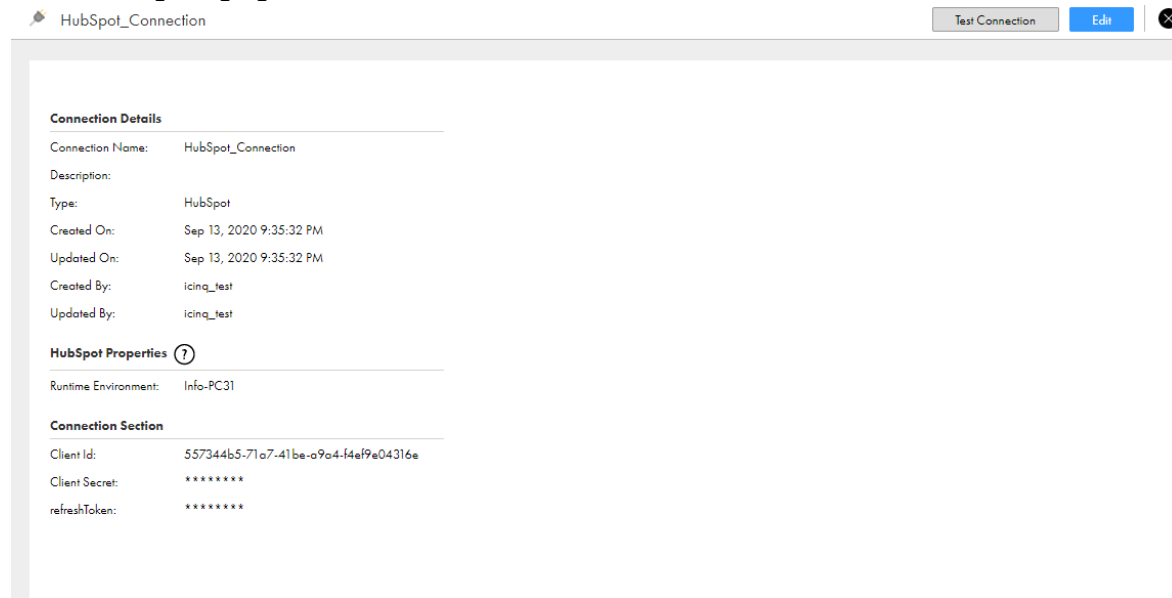 HubSpot_Connection Test Connection Edit
Connection Details
Connection Name: HubSpot_Connection
Description:
Type: HubSpot
Created On: Sep 13, 2020 9:35:32 PM
Updated On: Sep 13, 2020 9:35:32 PM
Created By: icinq_test
Updated By: icinq_test
HubSpot Properties ?
Runtime Environment: Info-PC31
Connection Section
Client Id: 557344b5-71a7-41be-a9a4-f4ef9e04316e
Client Secret: ********
refreshToken: ********